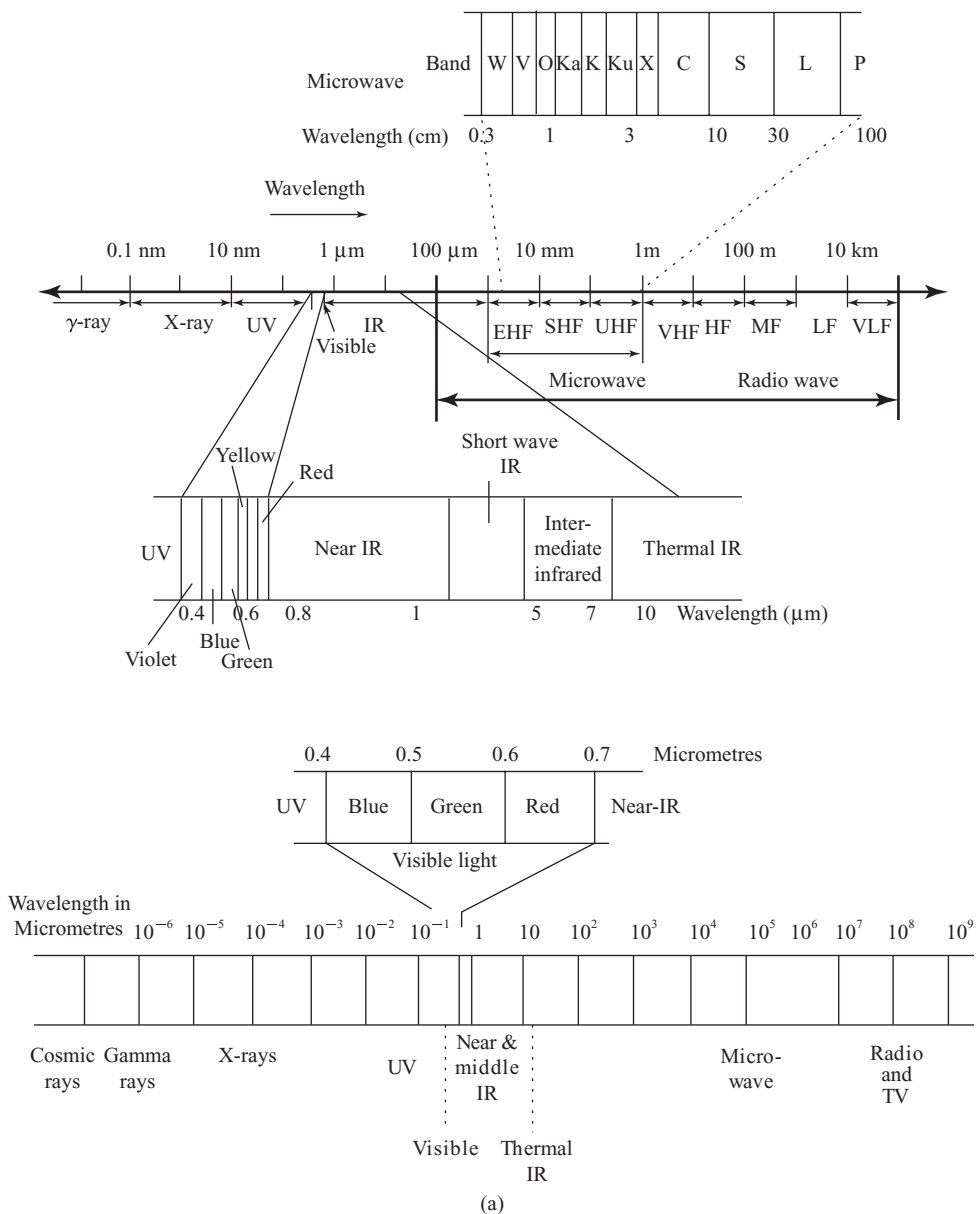 Band W V O Ka K Ku X C S L P
Microwave
Wavelength (cm) 0.3 1 3 10 30 100
Wavelength
0.1 nm 10 nm 1 μm 100 μm 10 mm 1m 100 m 10 km
γ-ray X-ray UV IR EHF SHF UHF VHF HF MF LF VLF
Visible
Microwave Radio wave
Short wave
IR
Yellow
Red
UV Near IR Inter-
mediate
infrared Thermal IR
0.4 0.6 0.8 1 5 7 10 Wavelength (μm)
Violet
Blue
Green
0.4 0.5 0.6 0.7 Micrometres
UV Blue Green Red Near-IR
Visible light
Wavelength in
Micrometres 10−6 10−5 10−4 10−3 10−2 10−1 1 10 10² 10³ 10⁴ 10⁵ 10⁶ 10⁷ 10⁸ 10⁹
Cosmic
rays
Gamma
rays
X-rays
UV
Near &
middle
IR
Micro-
wave
Radio
and
TV
Visible
Thermal
IR
(a)